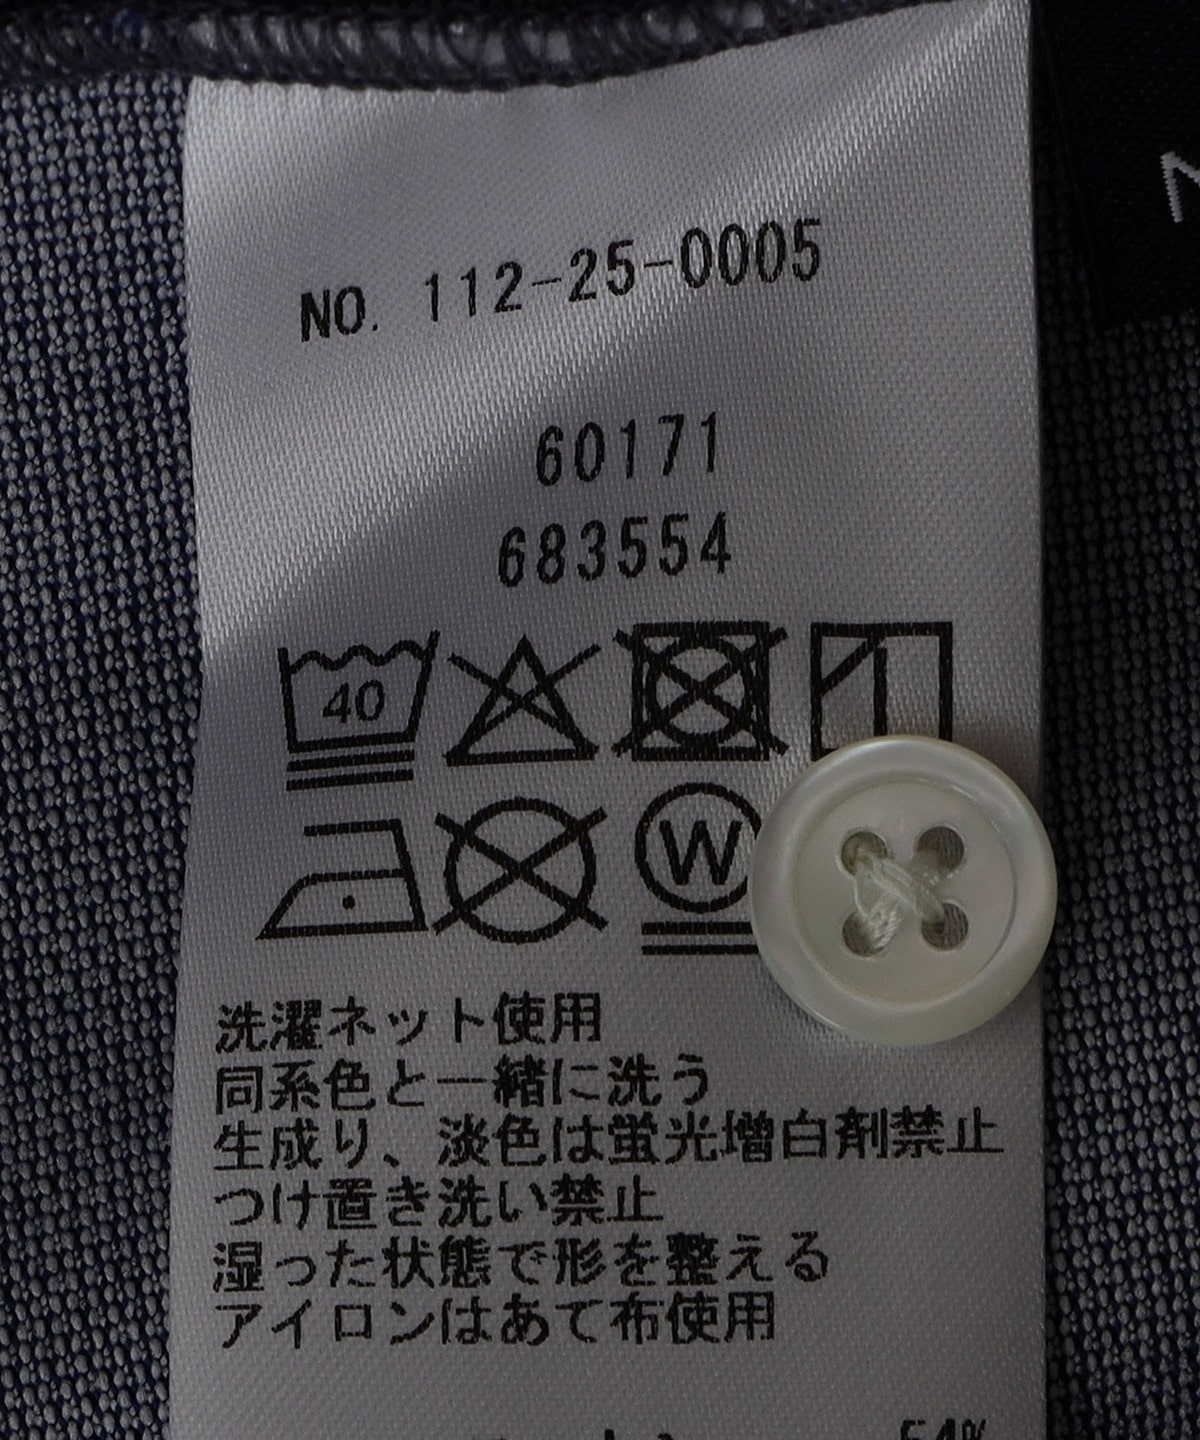 NO. 112-25-0005
60171
683554
40
W
洗濯ネット使用
同系色と一緒に洗う
生成り、淡色は蛍光増白剤禁止
つけ置き洗い禁止
湿った状態で形を整える
アイロンはあて布使用
54%